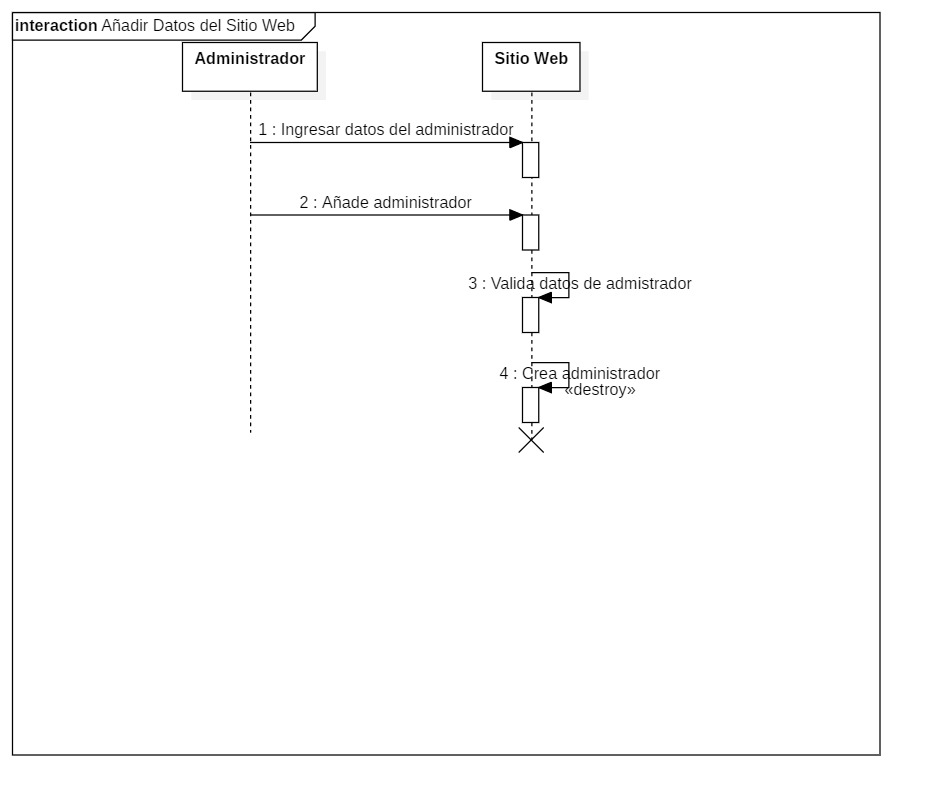 interaction Añadir Datos del Sitio Web
Administrador
Sitio Web
1 : Ingresar datos del administrador
2 : Añade administrador
3 : Valida datos de admistrador
4 : Crea administrador
«destroy»